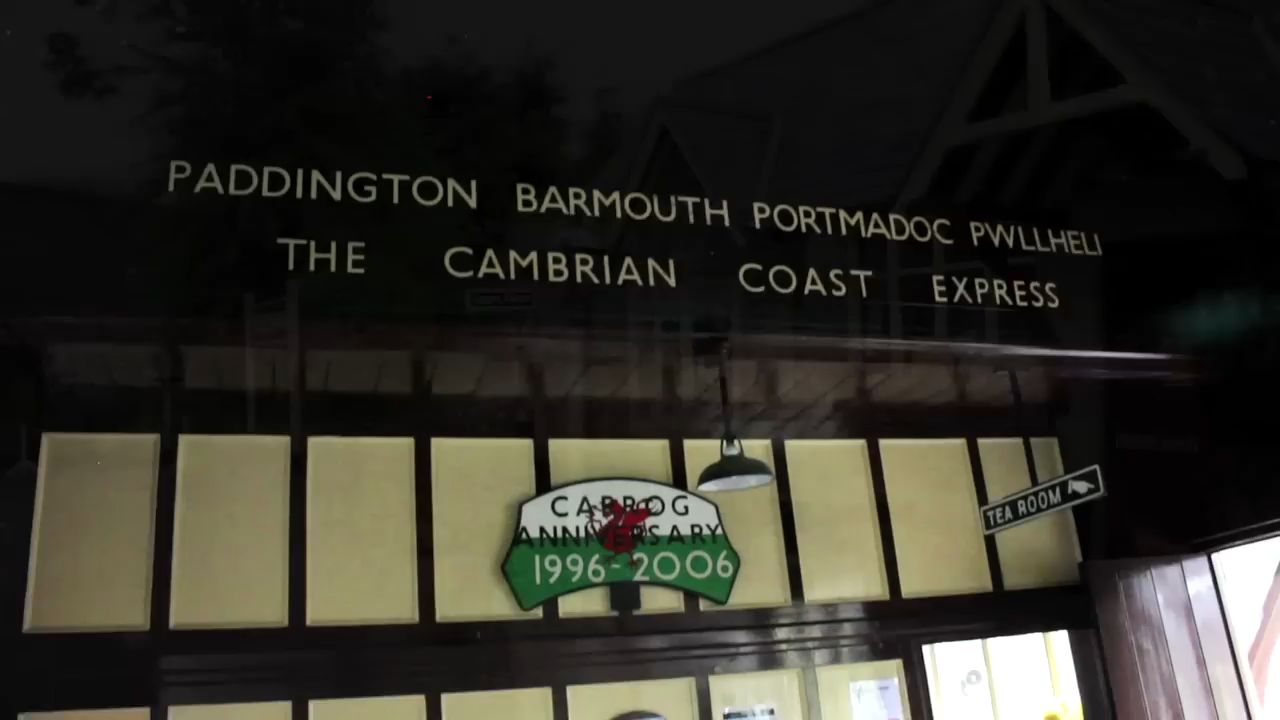 PADDINGTON BARMOUTH PORTMADOC PWLLHELI
THE CAMBRIAN COAST EXPRESS
CARROG
ANNIVERSARY
1996-2006
TEA ROOM